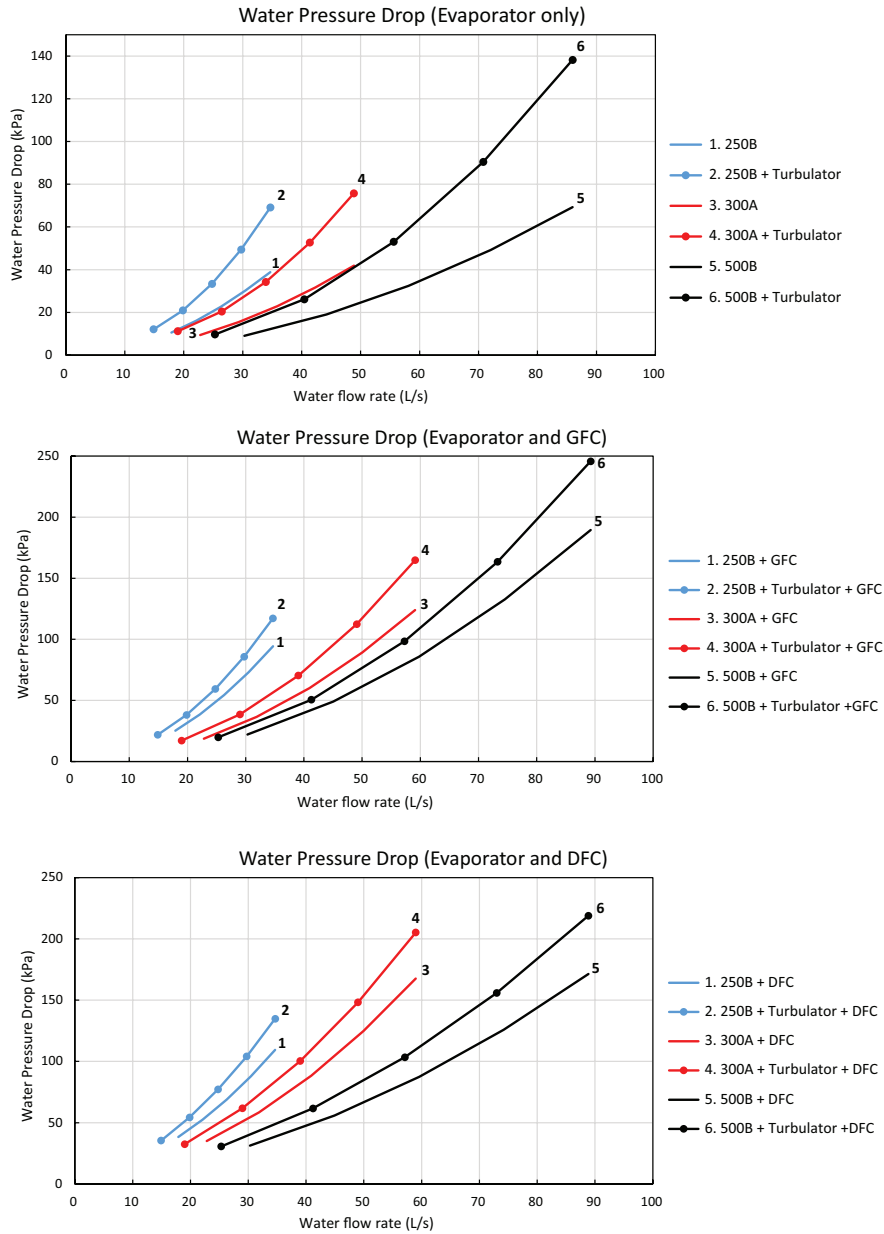 Water Pressure Drop (Evaporator only)
Water Pressure Drop (kPa)
140
120
100
80
60
40
20
0
0 10 20 30 40 50 60 70 80 90 100
Water flow rate (L/s)
1
2
3
4
5
6
1. 250B
2. 250B + Turbulator
3. 300A
4. 300A + Turbulator
5. 500B
6. 500B + Turbulator
Water Pressure Drop (Evaporator and GFC)
Water Pressure Drop (kPa)
250
200
150
100
50
0
0 10 20 30 40 50 60 70 80 90 100
Water flow rate (L/s)
1
2
3
4
5
6
1. 250B + GFC
2. 250B + Turbulator + GFC
3. 300A + GFC
4. 300A + Turbulator + GFC
5. 500B + GFC
6. 500B + Turbulator +GFC
Water Pressure Drop (Evaporator and DFC)
Water Pressure Drop (kPa)
250
200
150
100
50
0
0 10 20 30 40 50 60 70 80 90 100
Water flow rate (L/s)
1
2
3
4
5
6
1. 250B + DFC
2. 250B + Turbulator + DFC
3. 300A + DFC
4. 300A + Turbulator + DFC
5. 500B + DFC
6. 500B + Turbulator +DFC